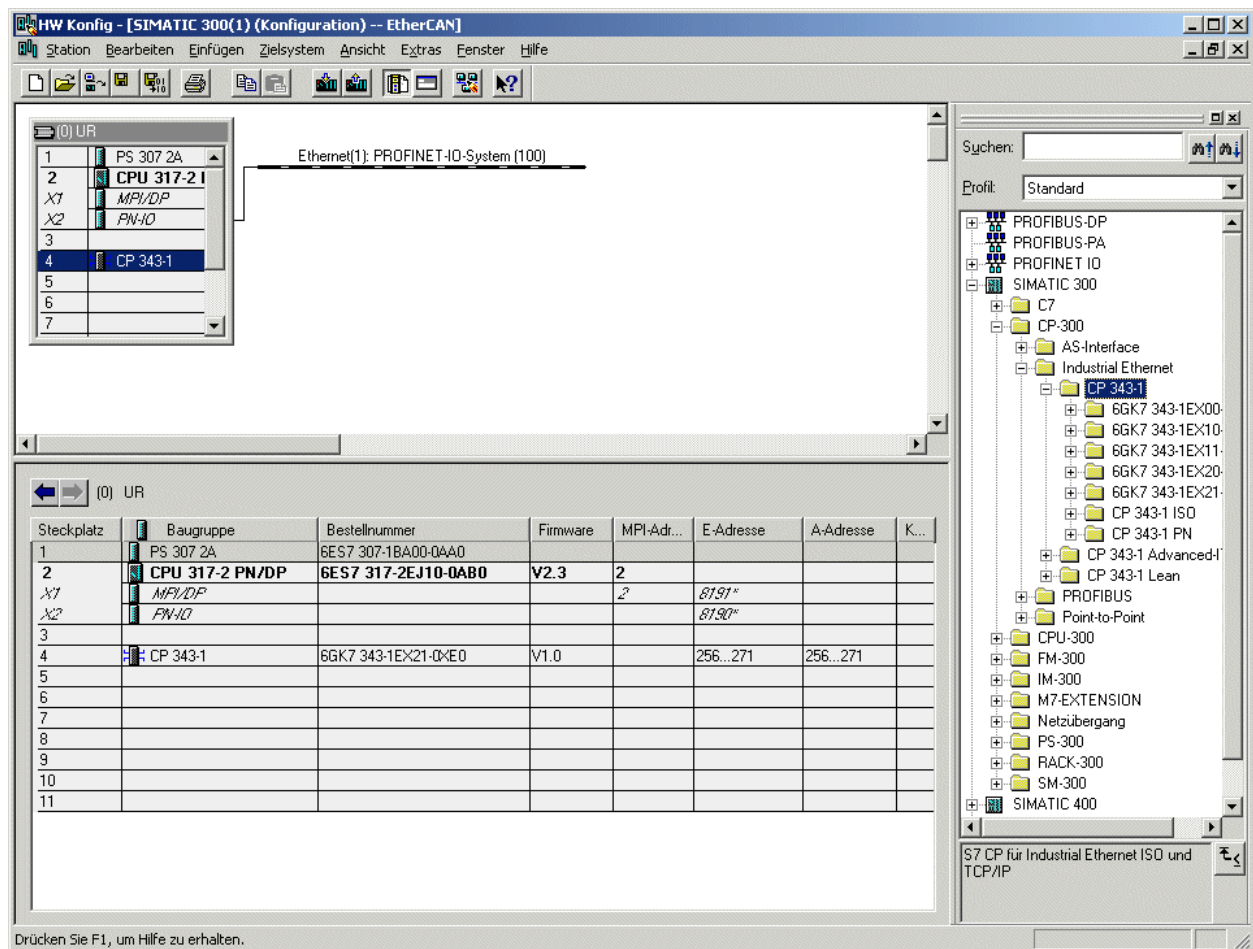 HW Konfig - [SIMATIC 300(1) (Konfiguration) -- EtherCAN]
Station Bearbeiten Einfügen Zielsystem Ansicht Extras Fenster Hilfe
(0) UR
1 PS 307 2A
2 CPU 317-2
X1 MPI/DP
X2 PN-IO
3
4 CP 343-1
5
6
7
Ethernet(1): PROFINET-IO-System (100)
(0) UR
Steckplatz Baugruppe Bestellnummer Firmware MPI-Adr... E-Adresse A-Adresse K...
1 PS 307 2A 6ES7 307-1BA00-0AA0
2 CPU 317-2 PN/DP 6ES7 317-2EJ10-0AB0 V2.3 2
X1 MPI/DP 2 8191*
X2 PN-IO 8190*
3
4 CP 343-1 6GK7 343-1EX21-0XE0 V1.0 256...271 256...271
5
6
7
8
9
10
11
Suchen:
Profil: Standard
PROFIBUS-DP
PROFIBUS-PA
PROFINET IO
SIMATIC 300
C7
CP-300
AS-Interface
Industrial Ethernet
CP 343-1
6GK7 343-1EX00-
6GK7 343-1EX10-
6GK7 343-1EX11-
6GK7 343-1EX20-
6GK7 343-1EX21-
CP 343-1 ISO
CP 343-1 PN
CP 343-1 Advanced-I
CP 343-1 Lean
PROFIBUS
Point-to-Point
CPU-300
FM-300
IM-300
M7-EXTENSION
Netzübergang
PS-300
RACK-300
SM-300
SIMATIC 400
S7 CP für Industrial Ethernet ISO und
TCP/IP
Drücken Sie F1, um Hilfe zu erhalten.